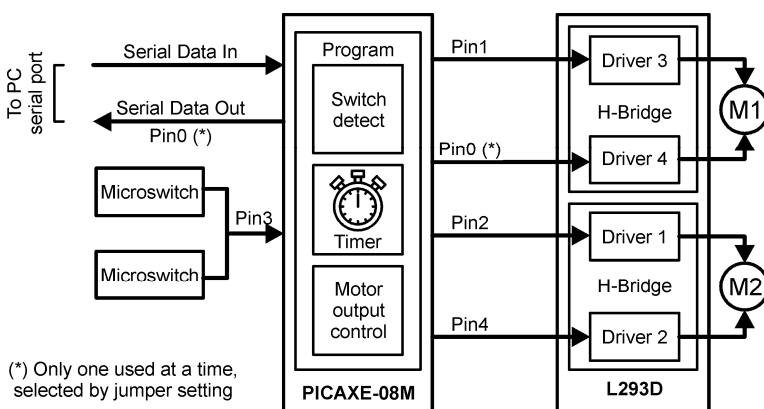 To PC
serial port
Serial Data In
Serial Data Out
Pin0 (*)
Microswitch
Microswitch
Pin3
Program
Switch
detect
Timer
Motor
output
control
PICAXE-08M
Pin1
Pin0 (*)
Pin2
Pin4
Driver 3
H-Bridge
Driver 4
Driver 1
H-Bridge
Driver 2
L293D
M1
M2
(*) Only one used at a time,
selected by jumper setting